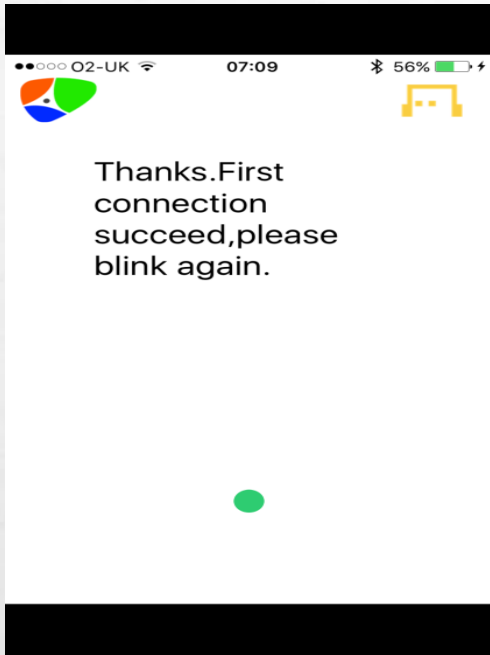 O2-UK 07:09 56%
Thanks.First
connection
succeed,please
blink again.